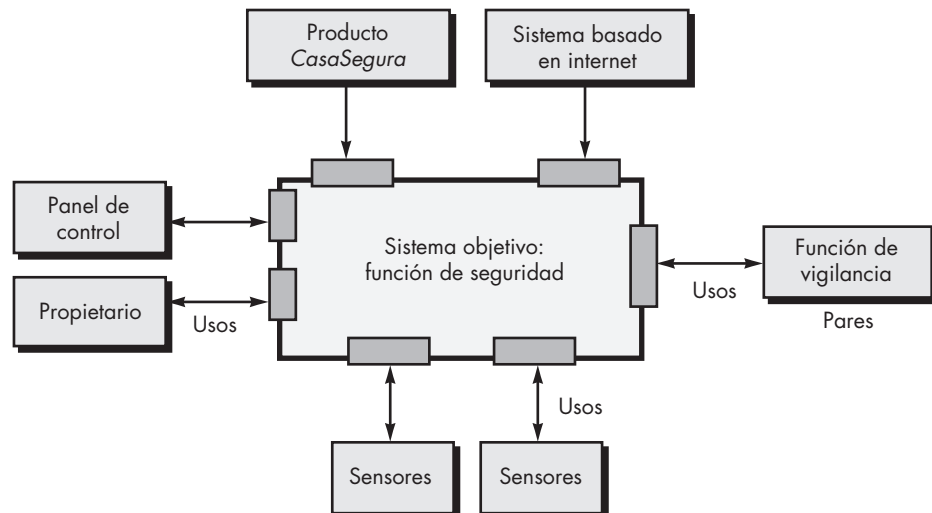 Producto
CasaSegura
Sistema basado
en internet
Panel de
control
Sistema objetivo:
función de seguridad
Función de
vigilancia
Propietario
Usos
Usos
Pares
Usos
Sensores
Sensores